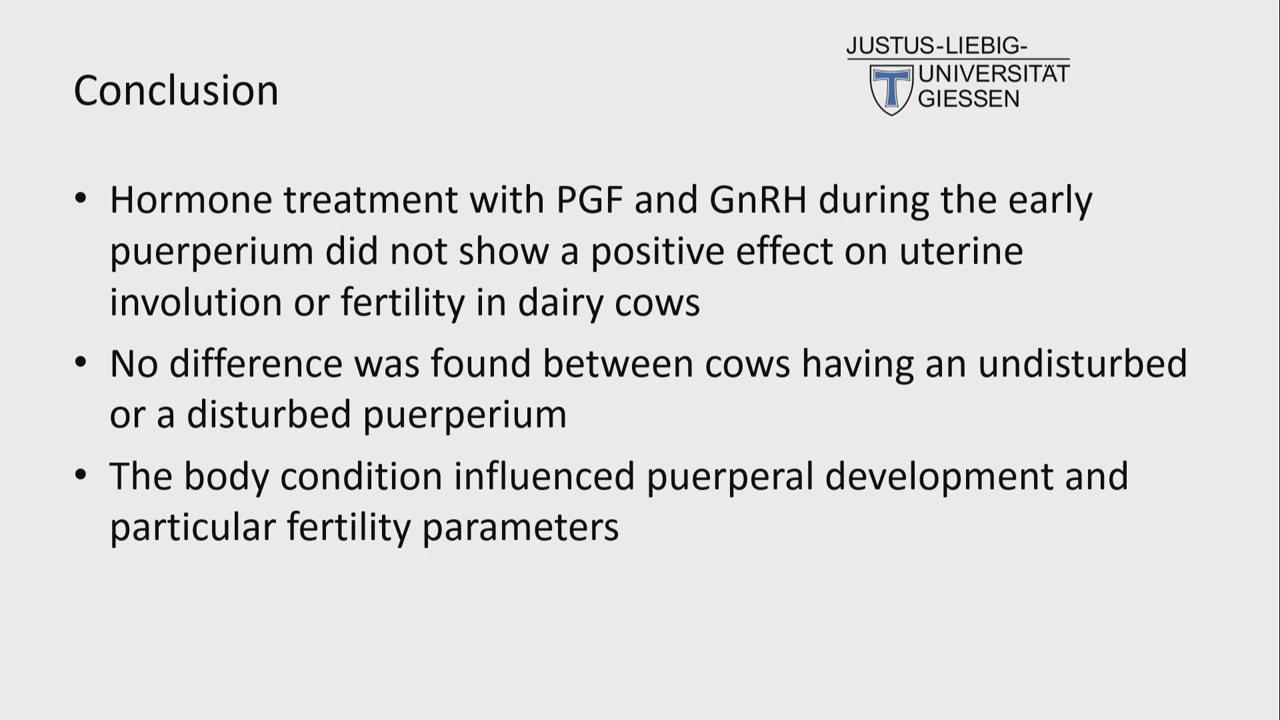 JUSTUS-LIEBIG-
UNIVERSITÄT
GIESSEN
Conclusion
• Hormone treatment with PGF and GnRH during the early
puerperium did not show a positive effect on uterine
involution or fertility in dairy cows
• No difference was found between cows having an undisturbed
or a disturbed puerperium
• The body condition influenced puerperal development and
particular fertility parameters